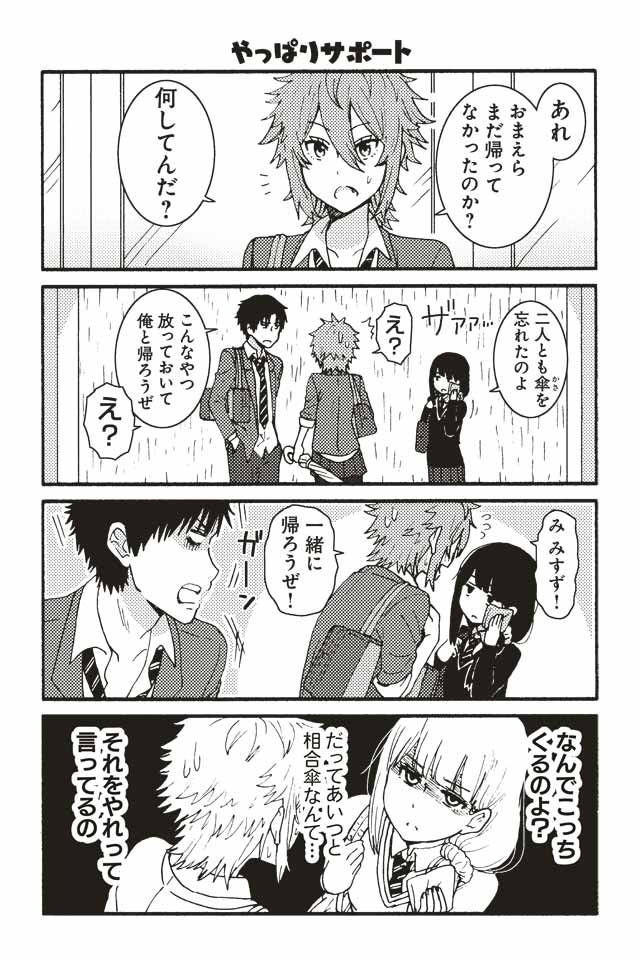 やっぱりサポート
あれ
おまえら
まだ帰って
なかったのか?
何してんだ?
二人とも傘を
かさ
忘れたのよ
ザアァァ…
え?
こんなやつ
放っておいて
俺と帰ろうぜ
え?
み みすず!
一緒に
帰ろうぜ!
ガーン
なんでこっち
くるのよ?
だってあいつと
相合傘なんて…
それをやれって
言ってるの